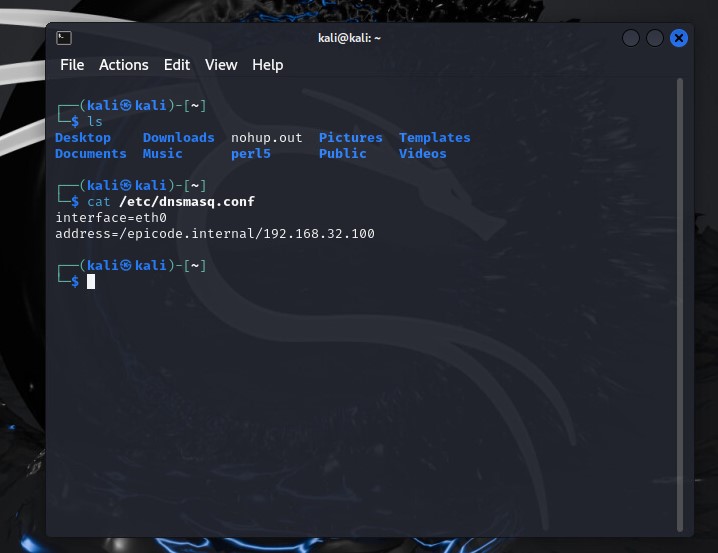 kali@kali: ~
File Actions Edit View Help
┌──(kali㉿kali)-[~]
└─$ ls
Desktop Downloads nohup.out Pictures Templates
Documents Music perl5 Public Videos
┌──(kali㉿kali)-[~]
└─$ cat /etc/dnsmasq.conf
interface=eth0
address=/epicode.internal/192.168.32.100
┌──(kali㉿kali)-[~]
└─$